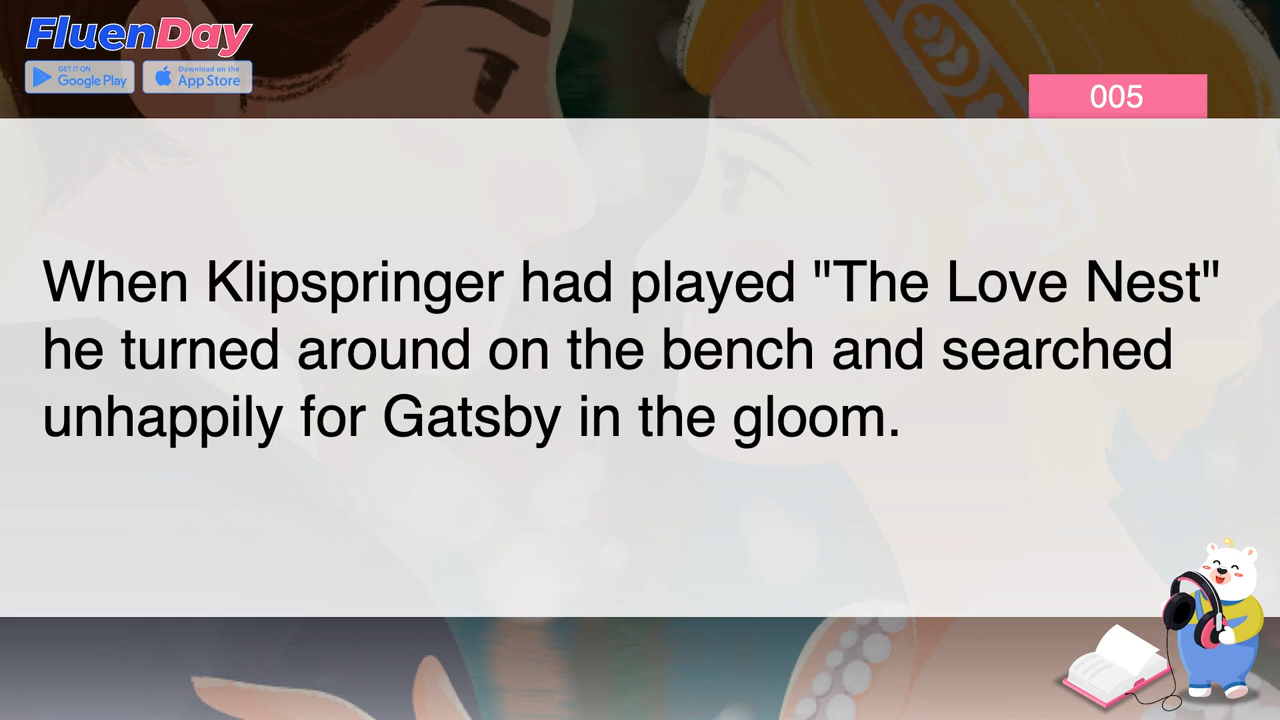 FluenDay
GET IT ON
Google Play
Download on the
App Store
005
When Klipspringer had played "The Love Nest"
he turned around on the bench and searched
unhappily for Gatsby in the gloom.